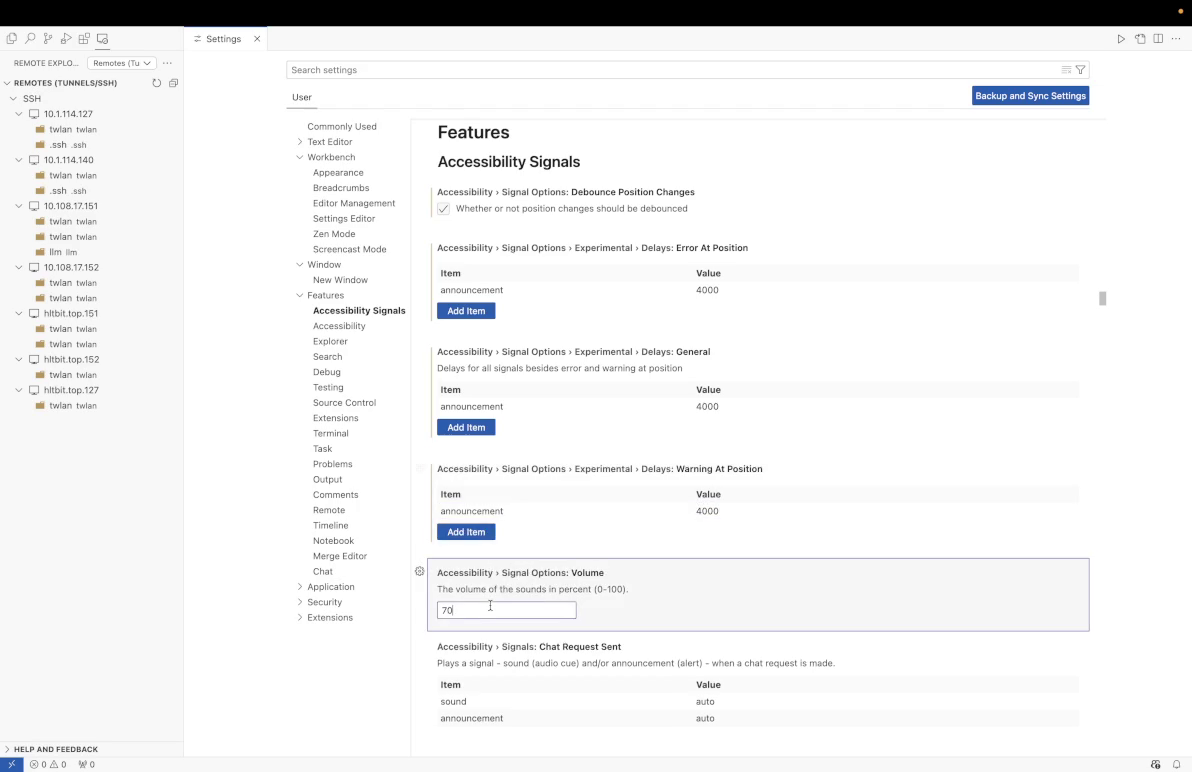 Settings
REMOTE EXPLO...
Remotes (Tu
REMOTES (TUNNELS/SSH)
SSH
10.1.114.127
twlan twlan
.ssh .ssh
10.1.114.140
twlan twlan
.ssh .ssh
10.108.17.151
twlan twlan
twlan twlan
llm llm
10.108.17.152
twlan twlan
twlan twlan
hltbit.top.151
twlan twlan
twlan twlan
hltbit.top.152
twlan twlan
hltbit.top.127
twlan twlan
HELP AND FEEDBACK
0 0 0
Search settings
User
Backup and Sync Settings
Commonly Used
Text Editor
Workbench
Appearance
Breadcrumbs
Editor Management
Settings Editor
Zen Mode
Screencast Mode
Window
New Window
Features
Accessibility Signals
Accessibility
Explorer
Search
Debug
Testing
Source Control
Extensions
Terminal
Task
Problems
Output
Comments
Remote
Timeline
Notebook
Merge Editor
Chat
Application
Security
Extensions
Features
Accessibility Signals
Accessibility › Signal Options: Debounce Position Changes
Whether or not position changes should be debounced
Accessibility › Signal Options › Experimental › Delays: Error At Position
Item Value
announcement 4000
Add Item
Accessibility › Signal Options › Experimental › Delays: General
Delays for all signals besides error and warning at position
Item Value
announcement 4000
Add Item
Accessibility › Signal Options › Experimental › Delays: Warning At Position
Item Value
announcement 4000
Add Item
Accessibility › Signal Options: Volume
The volume of the sounds in percent (0-100).
70
Accessibility › Signals: Chat Request Sent
Plays a signal - sound (audio cue) and/or announcement (alert) - when a chat request is made.
Item Value
sound auto
announcement auto